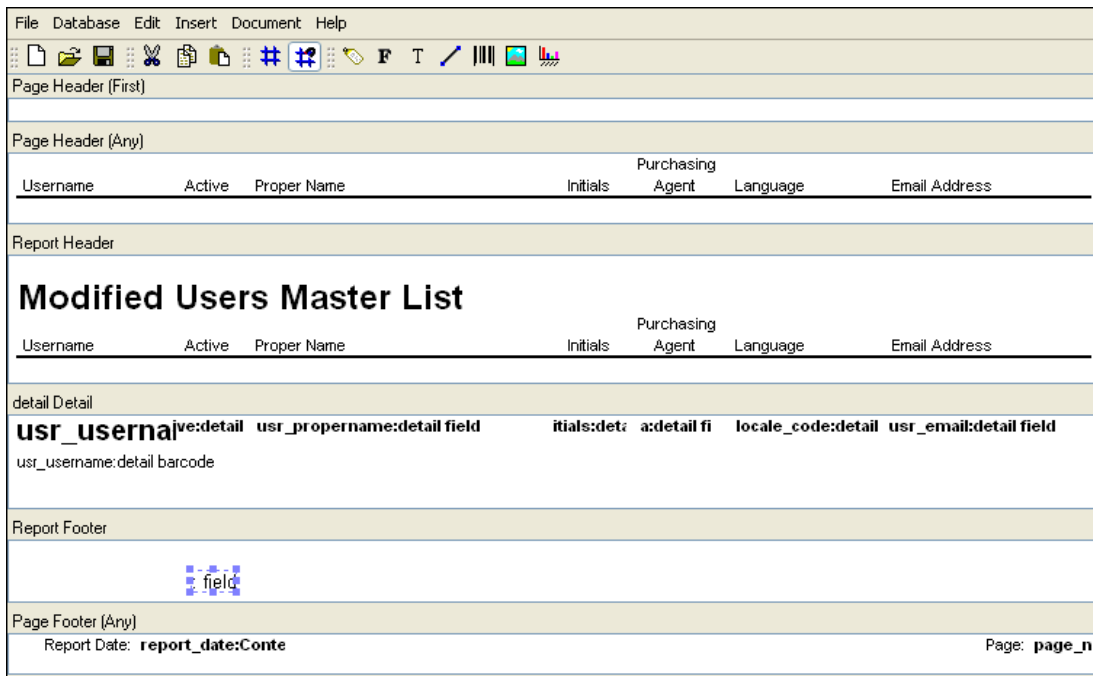 File Database Edit Insert Document Help
F T
Page Header (First)
Page Header (Any)
Purchasing
Username Active Proper Name Initials Agent Language Email Address
Report Header
Modified Users Master List
Purchasing
Username Active Proper Name Initials Agent Language Email Address
detail Detail
usr_usernai ive:detail usr_propername:detail field itials:deta a:detail fi locale_code:detail usr_email:detail field
usr_username:detail barcode
Report Footer
: field
Page Footer (Any)
Report Date: report_date:Conte Page: page_n